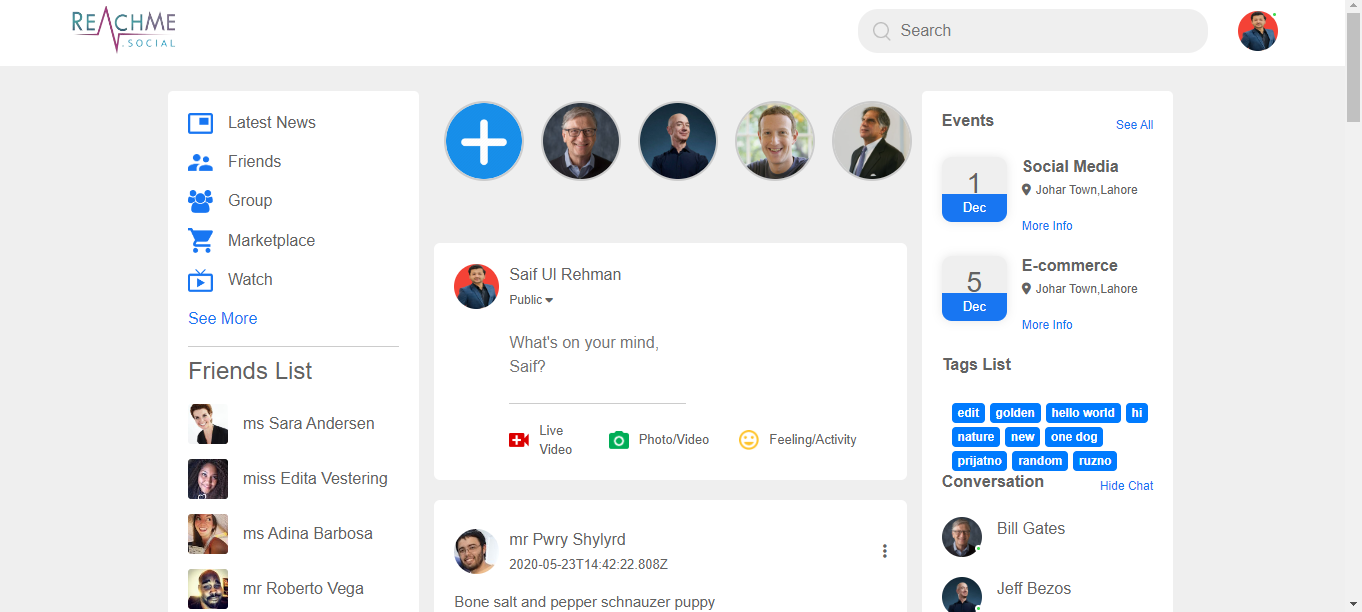 REACHME
.SOCIAL
Search
Latest News
Friends
Group
Marketplace
Watch
See More
Friends List
ms Sara Andersen
miss Edita Vestering
ms Adina Barbosa
mr Roberto Vega
Saif Ul Rehman
Public
What's on your mind,
Saif?
Live
Video
Photo/Video
Feeling/Activity
mr Pwry Shylyrd
2020-05-23T14:42:22.808Z
Bone salt and pepper schnauzer puppy
Events
See All
1
Dec
Social Media
Johar Town,Lahore
More Info
5
Dec
E-commerce
Johar Town,Lahore
More Info
Tags List
edit golden hello world hi
nature new one dog
prijatno random ruzno
Conversation
Hide Chat
Bill Gates
Jeff Bezos